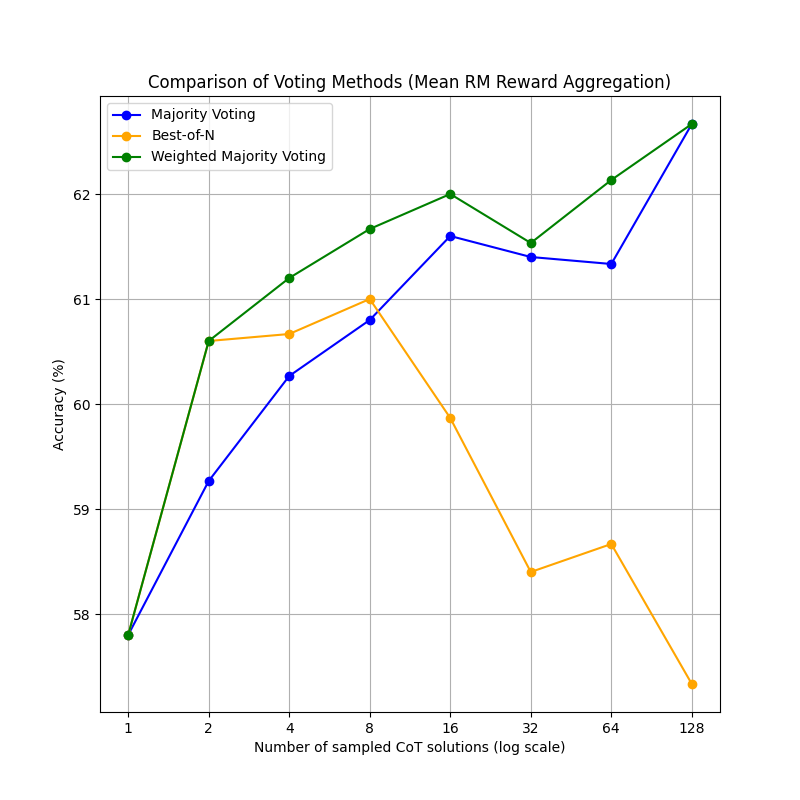 Comparison of Voting Methods (Mean RM Reward Aggregation)
Majority Voting
Best-of-N
Weighted Majority Voting
Accuracy (%)
62
61
60
59
58
1 2 4 8 16 32 64 128
Number of sampled CoT solutions (log scale)